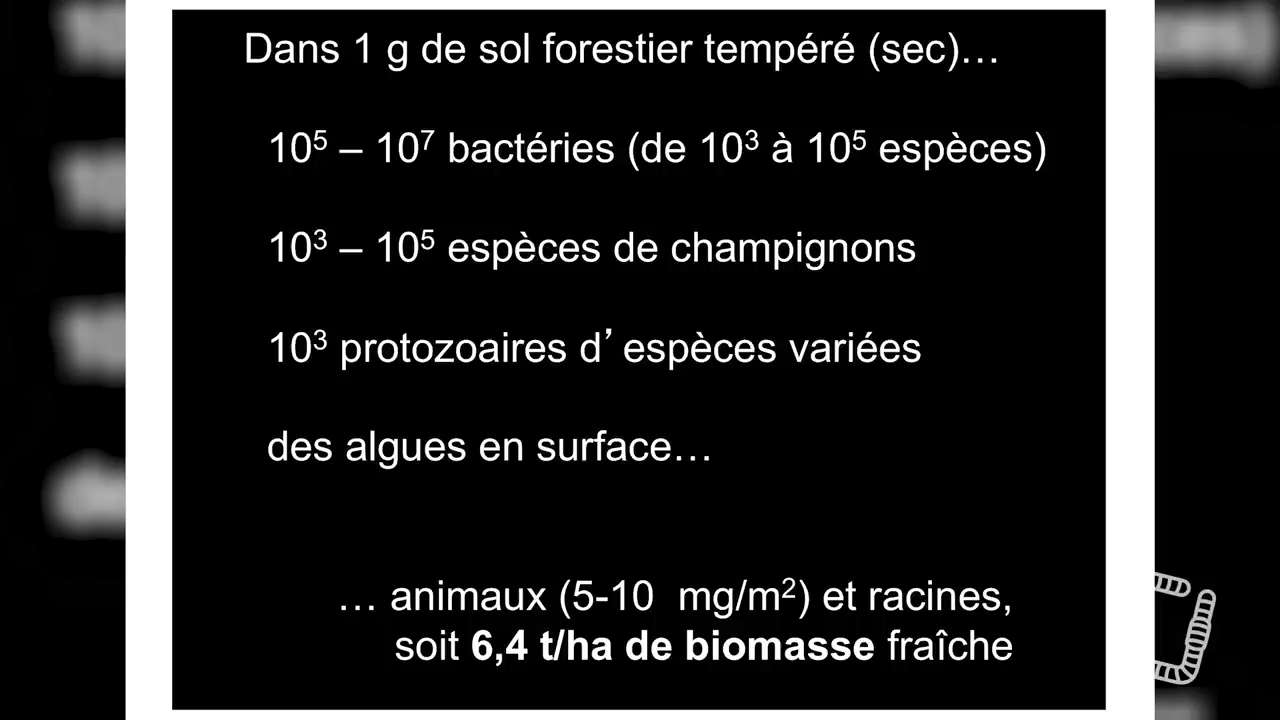 Dans 1 g de sol forestier tempéré (sec)…
10⁵ – 10⁷ bactéries (de 10³ à 10⁵ espèces)
10³ – 10⁵ espèces de champignons
10³ protozoaires d’ espèces variées
des algues en surface…
… animaux (5-10 mg/m²) et racines,
soit 6,4 t/ha de biomasse fraîche